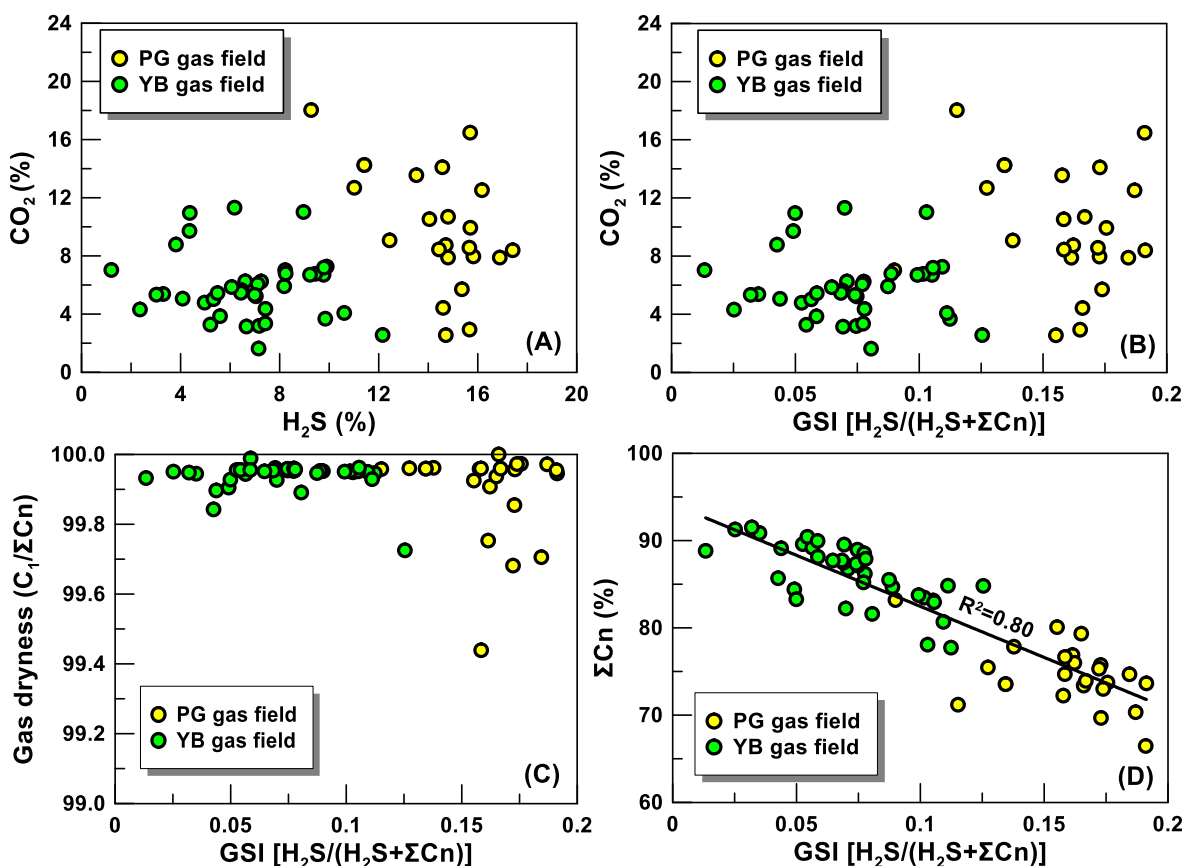 24
20
16
12
8
4
0
CO₂ (%)
PG gas field
YB gas field
(A)
0 4 8 12 16 20
H₂S (%)
24
20
16
12
8
4
0
CO₂ (%)
PG gas field
YB gas field
(B)
0 0.05 0.1 0.15 0.2
GSI [H₂S/(H₂S+ΣCn)]
100.0
99.8
99.6
99.4
99.2
99.0
Gas dryness (C₁/ΣCn)
PG gas field
YB gas field
(C)
0 0.05 0.1 0.15 0.2
GSI [H₂S/(H₂S+ΣCn)]
100
90
80
70
60
ΣCn (%)
R²=0.80
PG gas field
YB gas field
(D)
0 0.05 0.1 0.15 0.2
GSI [H₂S/(H₂S+ΣCn)]